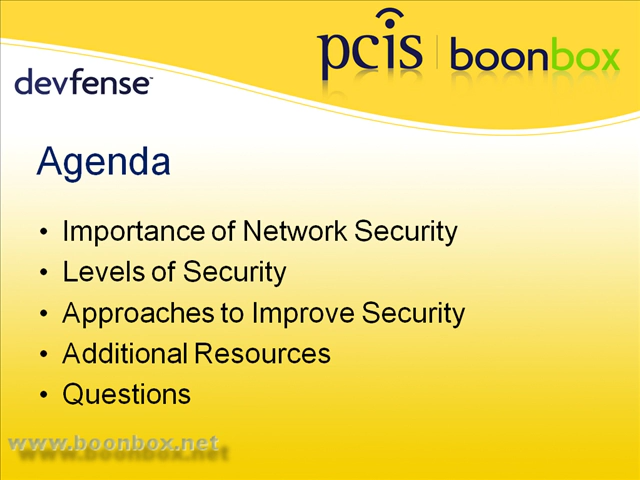 pcis | boonbox
devfense™
Agenda
• Importance of Network Security
• Levels of Security
• Approaches to Improve Security
• Additional Resources
• Questions
www.boonbox.net